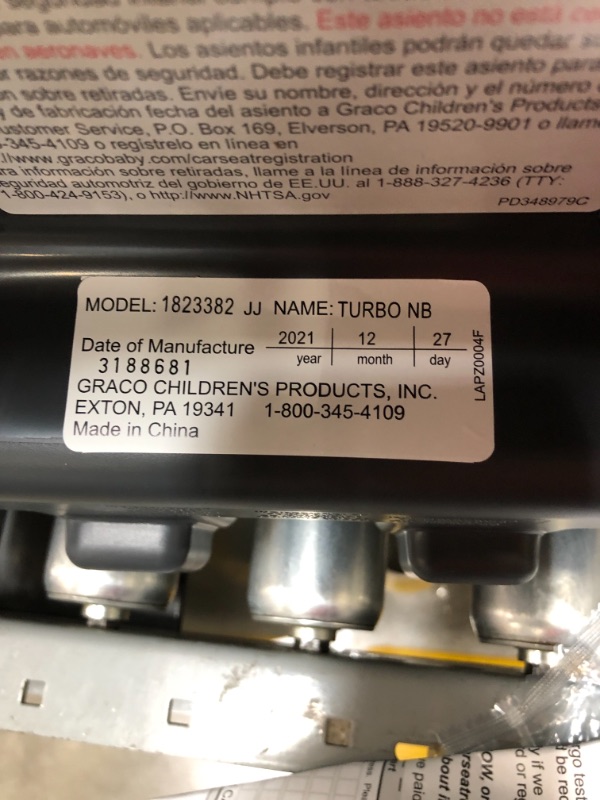 para automóviles aplicables. Este asiento no está
aeronaves. Los asientos infantiles podrán quedar
razones de seguridad. Debe registrar este asiento para
sobre retiradas. Envíe su nombre, dirección y el número
y de fabricación fecha del asiento a Graco Children's Products
Customer Service, P.O. Box 169, Elverson, PA 19520-9901 o
-345-4109 o regístrelo en línea en
//www.gracobaby.com/carseatregistration
información sobre retiradas, llame a la línea de información sobre
seguridad automotriz del gobierno de EE.UU. al 1-888-327-4236 (TTY:
1-800-424-9153), o http://www.NHTSA.gov
PD348979C
MODEL: 1823382 JJ NAME: TURBO NB
Date of Manufacture 2021 12 27
year month day
3188681
GRACO CHILDREN'S PRODUCTS, INC.
EXTON, PA 19341 1-800-345-4109
Made in China
LAPZ0004F